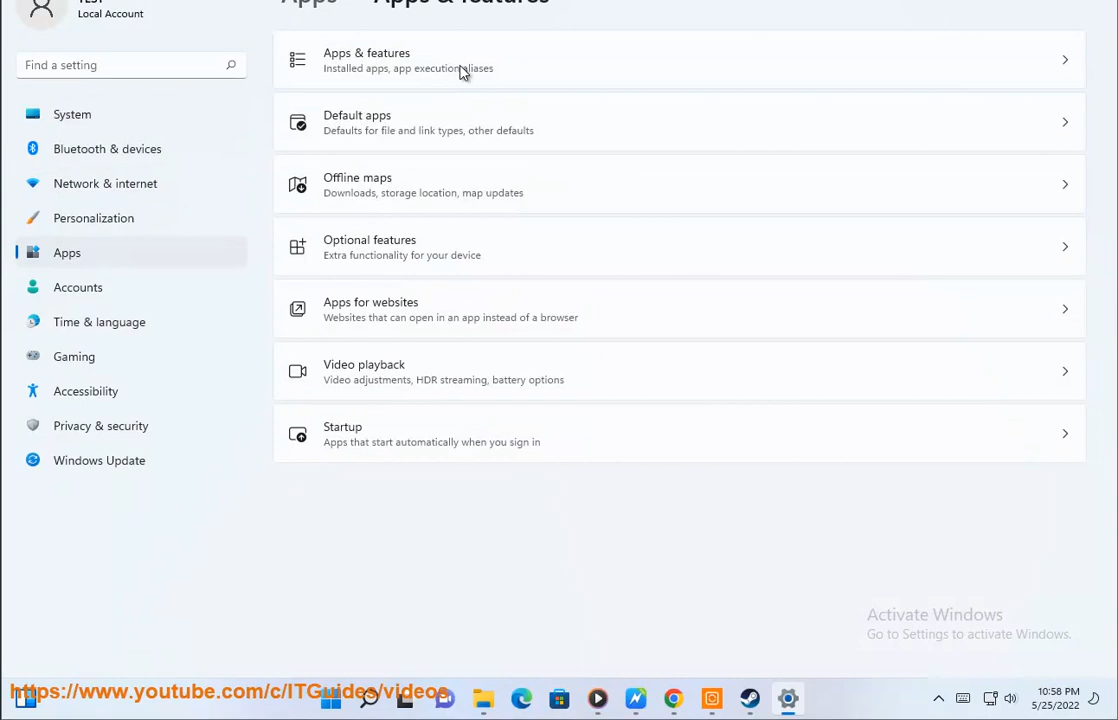 TEST
Local Account
Apps > Apps & features
Find a setting
System
Bluetooth & devices
Network & internet
Personalization
Apps
Accounts
Time & language
Gaming
Accessibility
Privacy & security
Windows Update
Apps & features
Installed apps, app execution aliases
Default apps
Defaults for file and link types, other defaults
Offline maps
Downloads, storage location, map updates
Optional features
Extra functionality for your device
Apps for websites
Websites that can open in an app instead of a browser
Video playback
Video adjustments, HDR streaming, battery options
Startup
Apps that start automatically when you sign in
Activate Windows
Go to Settings to activate Windows.
https://www.youtube.com/c/ITGuides/videos
10:58 PM
5/25/2022